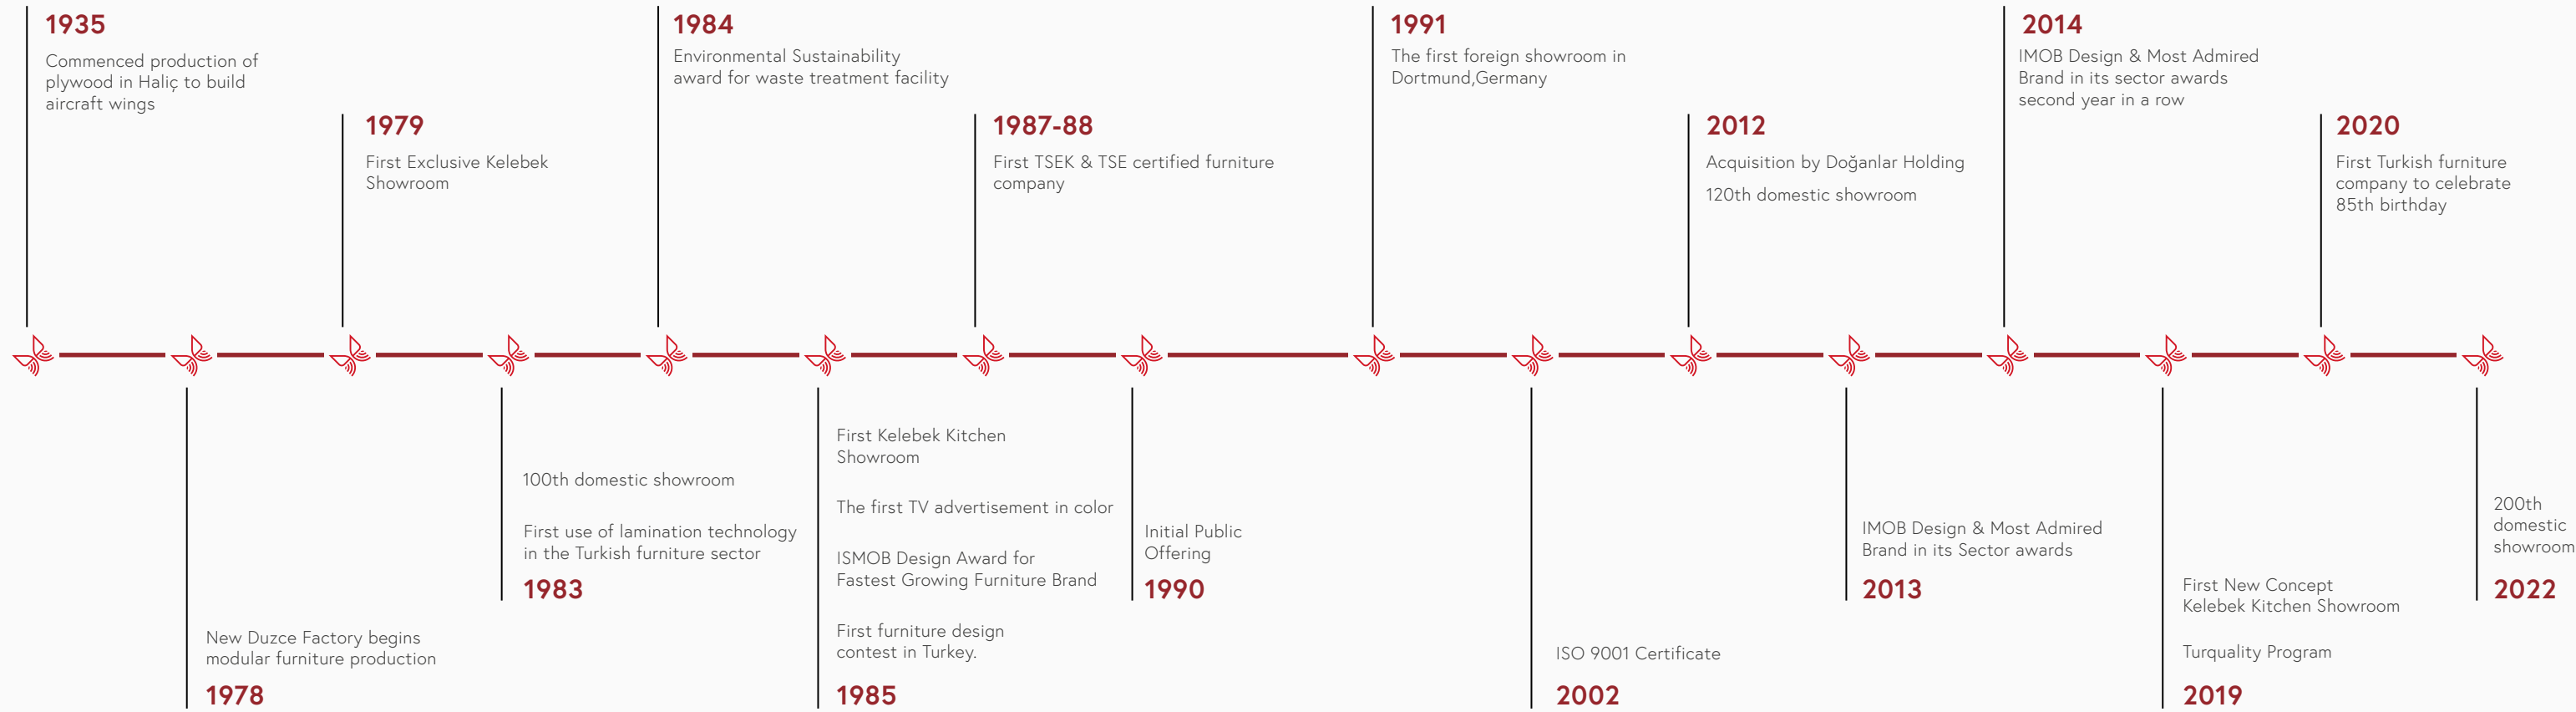 1935
Commenced production of
plywood in Haliç to build
aircraft wings
New Duzce Factory begins
modular furniture production
1978
1979
First Exclusive Kelebek
Showroom
100th domestic showroom
First use of lamination technology
in the Turkish furniture sector
1983
1984
Environmental Sustainability
award for waste treatment facility
First Kelebek Kitchen
Showroom
The first TV advertisement in color
ISMOB Design Award for
Fastest Growing Furniture Brand
First furniture design
contest in Turkey.
1985
1987-88
First TSEK & TSE certified furniture
company
Initial Public
Offering
1990
1991
The first foreign showroom in
Dortmund,Germany
ISO 9001 Certificate
2002
2012
Acquisition by Doğanlar Holding
120th domestic showroom
IMOB Design & Most Admired
Brand in its Sector awards
2013
2014
IMOB Design & Most Admired
Brand in its sector awards
second year in a row
First New Concept
Kelebek Kitchen Showroom
Turquality Program
2019
2020
First Turkish furniture
company to celebrate
85th birthday
200th
domestic
showroom
2022